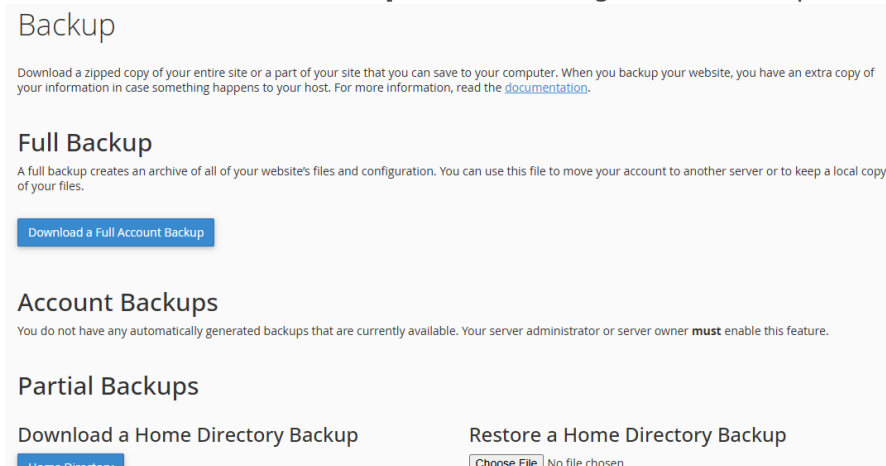 Backup
Download a zipped copy of your entire site or a part of your site that you can save to your computer. When you backup your website, you have an extra copy of
your information in case something happens to your host. For more information, read the documentation.
Full Backup
A full backup creates an archive of all of your website's files and configuration. You can use this file to move your account to another server or to keep a local copy
of your files.
Download a Full Account Backup
Account Backups
You do not have any automatically generated backups that are currently available. Your server administrator or server owner must enable this feature.
Partial Backups
Download a Home Directory Backup
Restore a Home Directory Backup
Home Directory
Choose File No file chosen